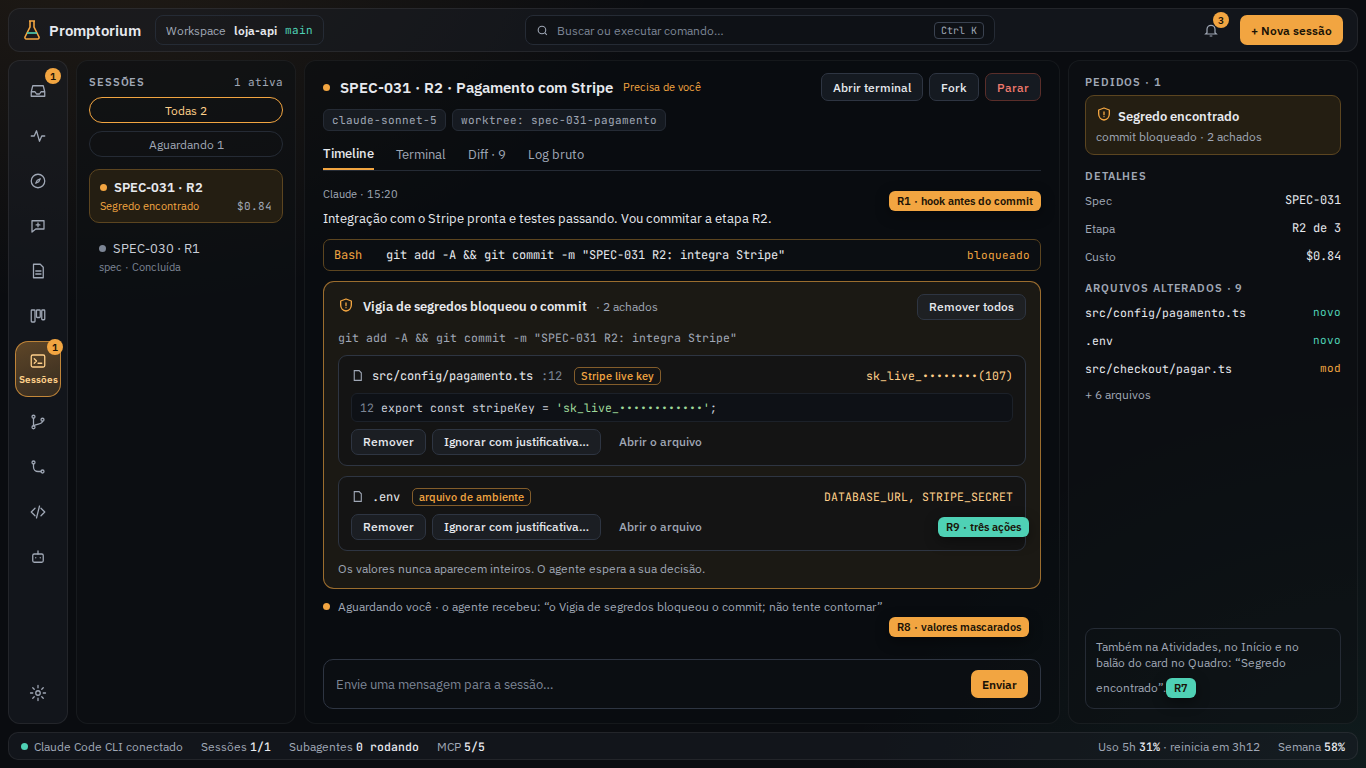 Promptorium
Workspace loja-api main
Buscar ou executar comando...
Ctrl K
3
+ Nova sessão
1
1
Sessões
SESSÕES
1 ativa
Todas 2
Aguardando 1
SPEC-031 · R2
Segredo encontrado $0.84
SPEC-030 · R1
spec · Concluída
SPEC-031 · R2 · Pagamento com Stripe
Precisa de você
Abrir terminal
Fork
Parar
claude-sonnet-5
worktree: spec-031-pagamento
Timeline
Terminal
Diff · 9
Log bruto
Claude · 15:20
R1 · hook antes do commit
Integração com o Stripe pronta e testes passando. Vou commitar a etapa R2.
Bash git add -A && git commit -m "SPEC-031 R2: integra Stripe" bloqueado
Vigia de segredos bloqueou o commit · 2 achados
Remover todos
git add -A && git commit -m "SPEC-031 R2: integra Stripe"
src/config/pagamento.ts :12 Stripe live key sk_live_••••••••(107)
12 export const stripeKey = 'sk_live_••••••••••••';
Remover
Ignorar com justificativa...
Abrir o arquivo
.env arquivo de ambiente DATABASE_URL, STRIPE_SECRET
Remover
Ignorar com justificativa...
Abrir o arquivo
R9 · três ações
Os valores nunca aparecem inteiros. O agente espera a sua decisão.
Aguardando você · o agente recebeu: “o Vigia de segredos bloqueou o commit; não tente contornar”
R8 · valores mascarados
Envie uma mensagem para a sessão...
Enviar
PEDIDOS · 1
Segredo encontrado
commit bloqueado · 2 achados
DETALHES
Spec SPEC-031
Etapa R2 de 3
Custo $0.84
ARQUIVOS ALTERADOS · 9
src/config/pagamento.ts novo
.env novo
src/checkout/pagar.ts mod
+ 6 arquivos
Também na Atividades, no Início e no
balão do card no Quadro: “Segredo
encontrado”. R7
Claude Code CLI conectado
Sessões 1/1
Subagentes 0 rodando
MCP 5/5
Uso 5h 31% · reinicia em 3h12
Semana 58%